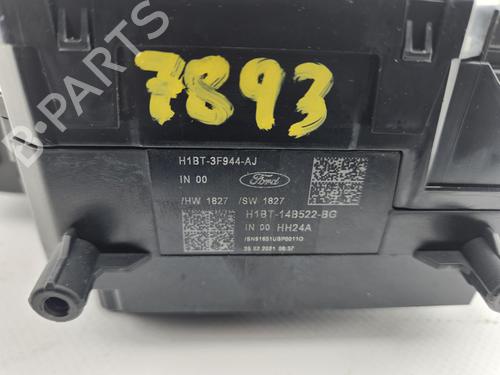 7893
H1BT-3F944-AJ
IN 00
Ford
/HW 1827 /SW 1827
H1BT-14B522-BG
IN 00 HH24A
25 02 2021 08:37
B-PARTS